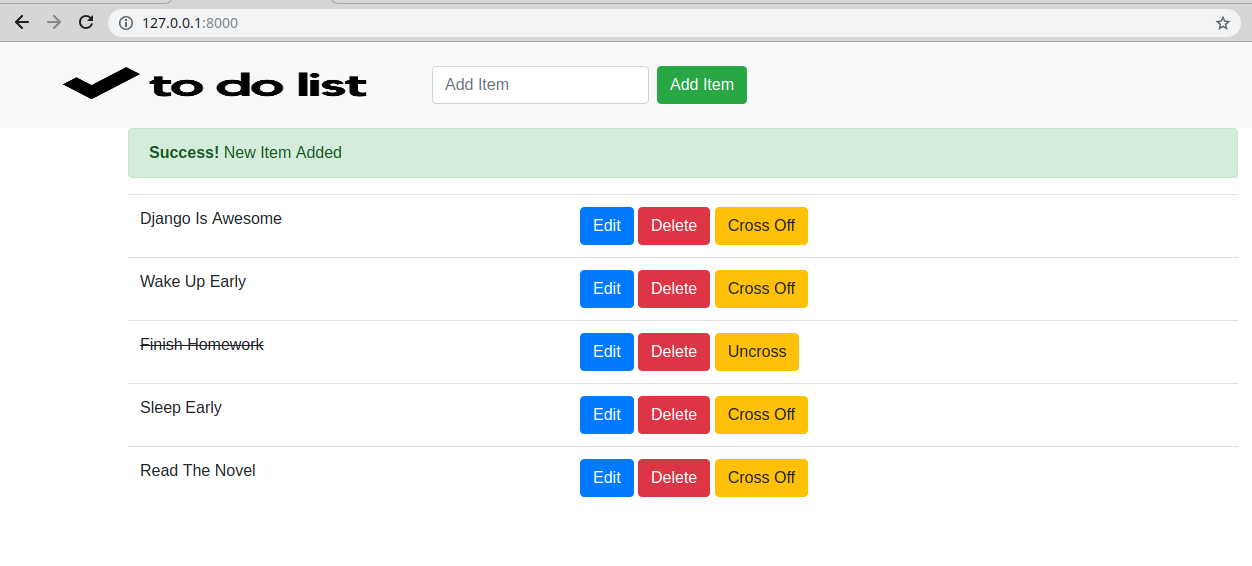 127.0.0.1:8000
to do list Add Item Add Item
Success! New Item Added
Django Is Awesome Edit Delete Cross Off
Wake Up Early Edit Delete Cross Off
Finish Homework Edit Delete Uncross
Sleep Early Edit Delete Cross Off
Read The Novel Edit Delete Cross Off